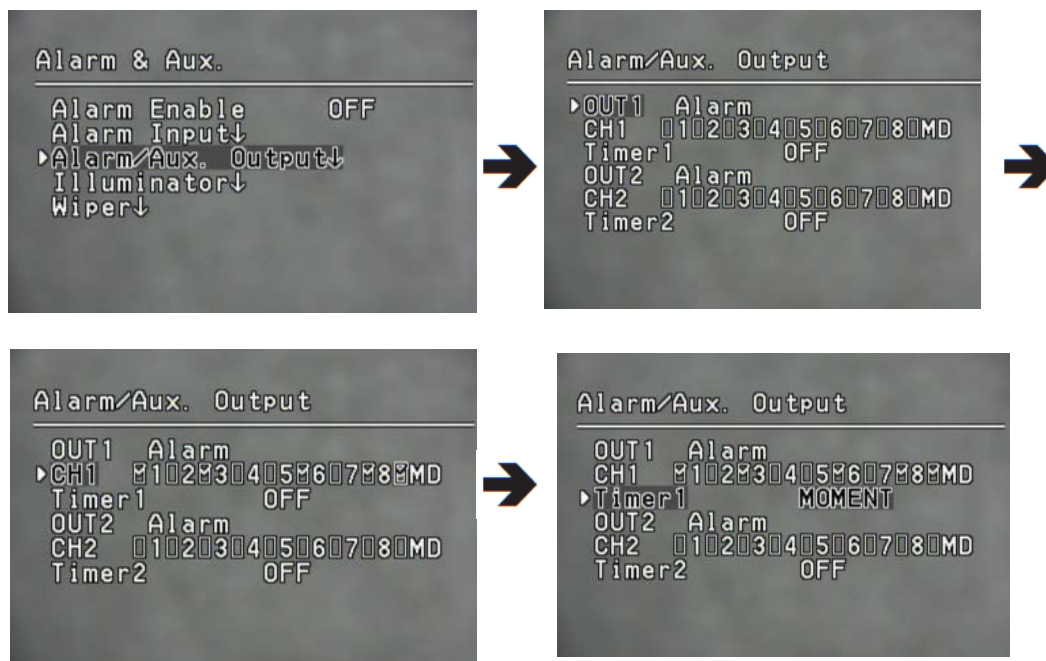 Alarm & Aux.
Alarm Enable OFF
Alarm Input↓
▷Alarm/Aux. Output↓
Illuminator↓
Wiper↓
Alarm/Aux. Output
▷OUT1 Alarm
CH1 ☐1☐2☐3☐4☐5☐6☐7☐8☐MD
Timer1 OFF
OUT2 Alarm
CH2 ☐1☐2☐3☐4☐5☐6☐7☐8☐MD
Timer2 OFF
Alarm/Aux. Output
OUT1 Alarm
▷CH1 ☑1☐2☑3☐4☐5☑6☐7☑8☑MD
Timer1 OFF
OUT2 Alarm
CH2 ☐1☐2☐3☐4☐5☐6☐7☐8☐MD
Timer2 OFF
Alarm/Aux. Output
OUT1 Alarm
CH1 ☑1☐2☑3☐4☐5☑6☐7☑8☑MD
▷Timer1 MOMENT
OUT2 Alarm
CH2 ☐1☐2☐3☐4☐5☐6☐7☐8☐MD
Timer2 OFF